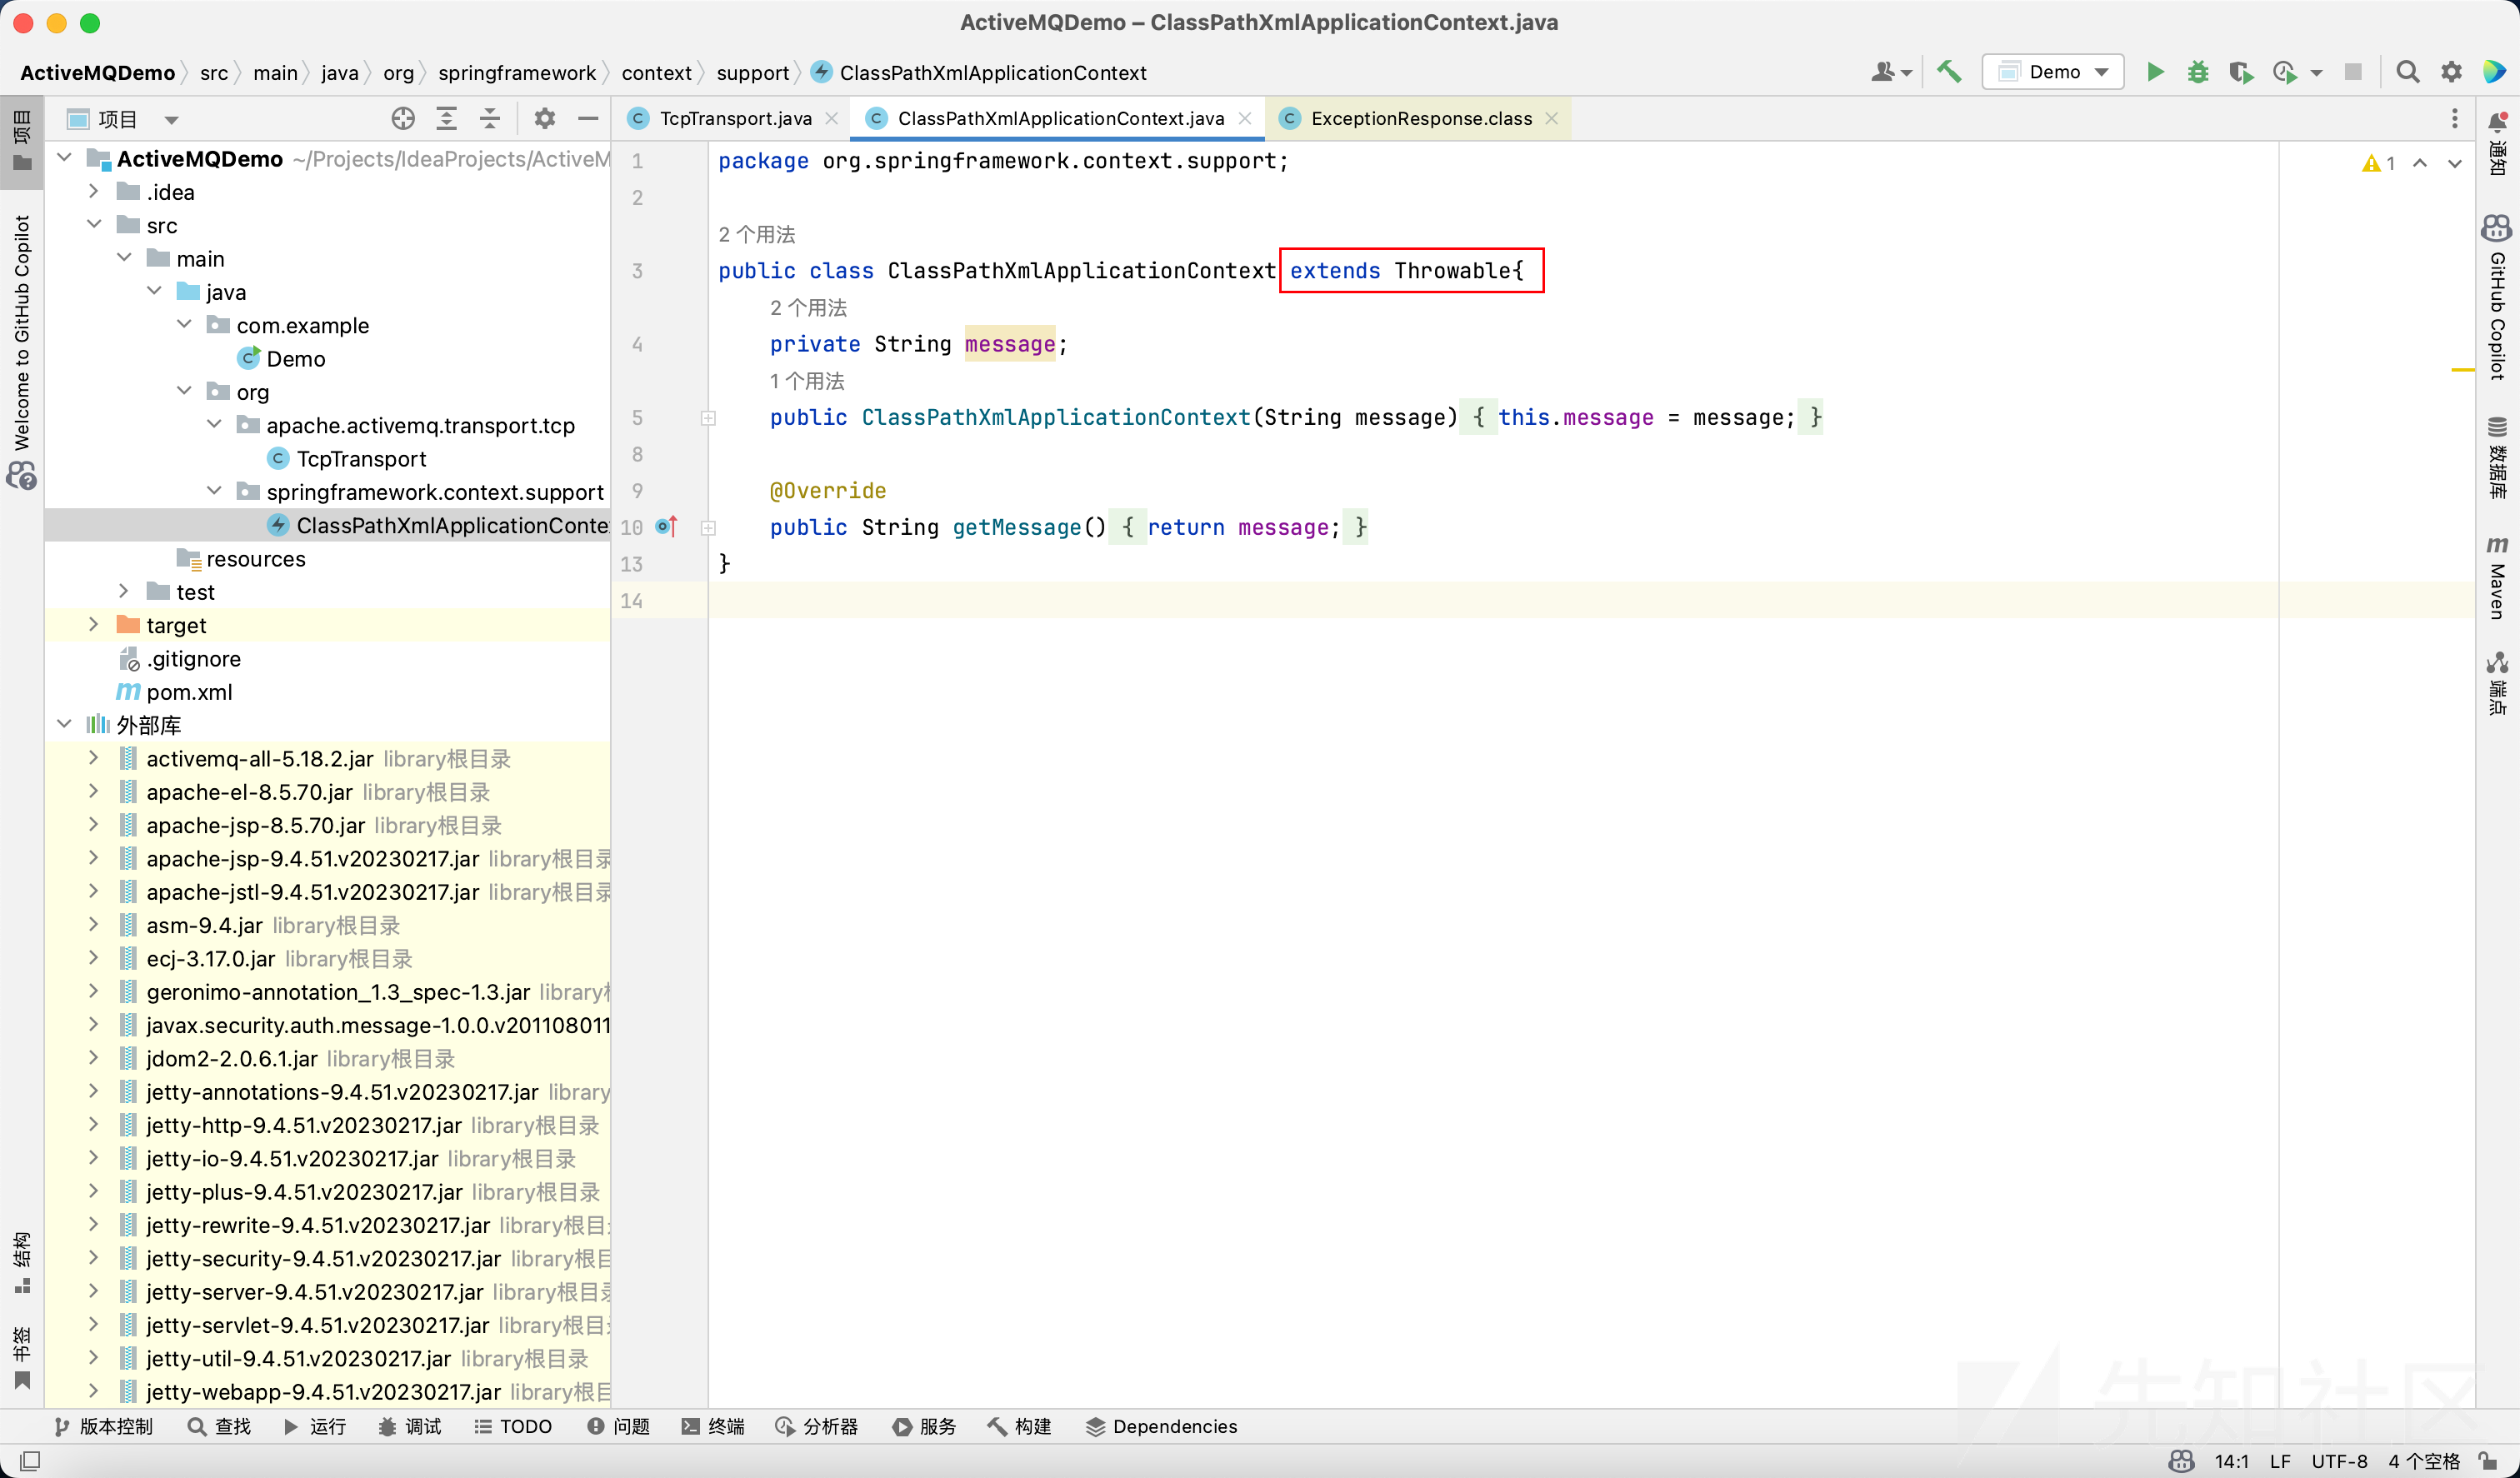 ActiveMQDemo – ClassPathXmlApplicationContext.java
ActiveMQDemo src main java org springframework context support ClassPathXmlApplicationContext
Demo
项目
TcpTransport.java
ClassPathXmlApplicationContext.java
ExceptionResponse.class
项目
Welcome to GitHub Copilot
结构
书签
ActiveMQDemo ~/Projects/IdeaProjects/ActiveM
.idea
src
main
java
com.example
Demo
org
apache.activemq.transport.tcp
TcpTransport
springframework.context.support
ClassPathXmlApplicationConte
resources
test
target
.gitignore
pom.xml
外部库
activemq-all-5.18.2.jar library根目录
apache-el-8.5.70.jar library根目录
apache-jsp-8.5.70.jar library根目录
apache-jsp-9.4.51.v20230217.jar library根目录
apache-jstl-9.4.51.v20230217.jar library根目录
asm-9.4.jar library根目录
ecj-3.17.0.jar library根目录
geronimo-annotation_1.3_spec-1.3.jar library根
javax.security.auth.message-1.0.0.v201108011
jdom2-2.0.6.1.jar library根目录
jetty-annotations-9.4.51.v20230217.jar library
jetty-http-9.4.51.v20230217.jar library根目录
jetty-io-9.4.51.v20230217.jar library根目录
jetty-plus-9.4.51.v20230217.jar library根目录
jetty-rewrite-9.4.51.v20230217.jar library根目录
jetty-security-9.4.51.v20230217.jar library根目
jetty-server-9.4.51.v20230217.jar library根目录
jetty-servlet-9.4.51.v20230217.jar library根目录
jetty-util-9.4.51.v20230217.jar library根目录
jetty-webapp-9.4.51.v20230217.jar library根目
1 package org.springframework.context.support;
2
2 个用法
3 public class ClassPathXmlApplicationContext extends Throwable{
2 个用法
4 private String message;
1 个用法
5 public ClassPathXmlApplicationContext(String message) { this.message = message; }
8
9 @Override
10 public String getMessage() { return message; }
13 }
14
1
通知
GitHub Copilot
数据库
m Maven
端点
先知社区
版本控制 查找 运行 调试 TODO 问题 终端 分析器 服务 构建 Dependencies
14:1 LF UTF-8 4 个空格